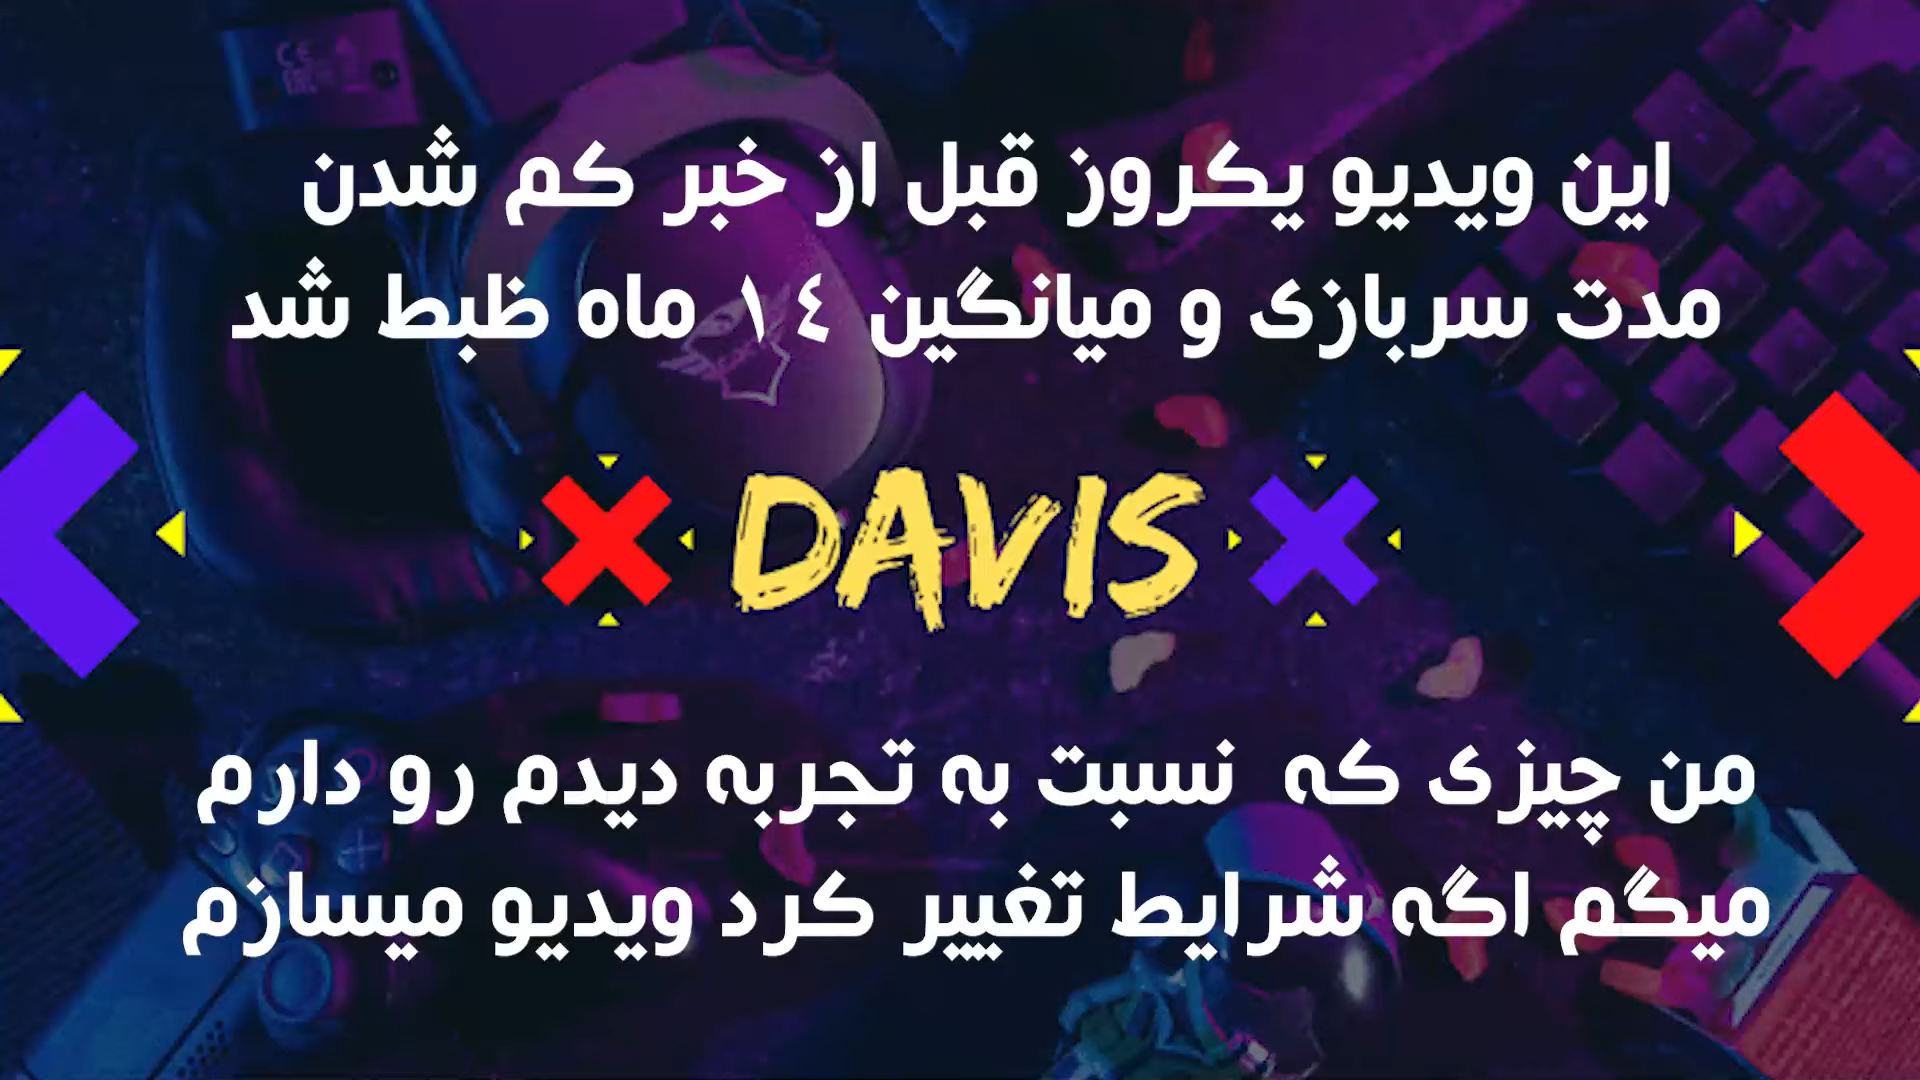 این ویدیو یکروز قبل از خبر کم شدن
مدت سربازی و میانگین ١٤ ماه ظبط شد
DAVIS
من چیزی که نسبت به تجربه دیدم رو دارم
میگم اگه شرایط تغییر کرد ویدیو میسازم